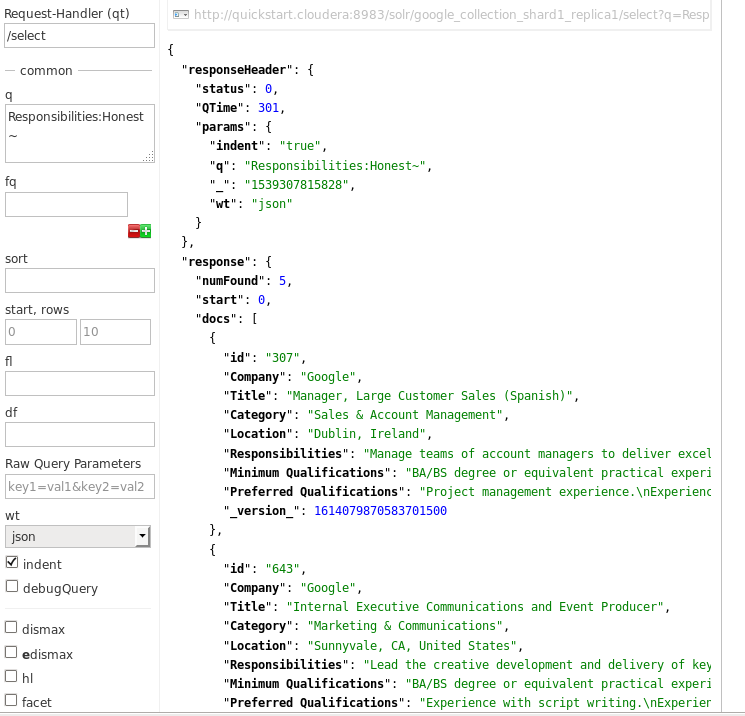 Request-Handler (qt)
/select
common
q
Responsibilities:Honest
~
fq
sort
start, rows
0
10
fl
df
Raw Query Parameters
key1=val1&key2=val2
wt
json
indent
debugQuery
dismax
edismax
hl
facet
http://quickstart.cloudera:8983/solr/google_collection_shard1_replica1/select?q=Resp
{
"responseHeader": {
"status": 0,
"QTime": 301,
"params": {
"indent": "true",
"q": "Responsibilities:Honest~",
"_": "1539307815828",
"wt": "json"
}
},
"response": {
"numFound": 5,
"start": 0,
"docs": [
{
"id": "307",
"Company": "Google",
"Title": "Manager, Large Customer Sales (Spanish)",
"Category": "Sales & Account Management",
"Location": "Dublin, Ireland",
"Responsibilities": "Manage teams of account managers to deliver excel
"Minimum Qualifications": "BA/BS degree or equivalent practical experi
"Preferred Qualifications": "Project management experience.\nExperienc
"_version_": 1614079870583701500
},
{
"id": "643",
"Company": "Google",
"Title": "Internal Executive Communications and Event Producer",
"Category": "Marketing & Communications",
"Location": "Sunnyvale, CA, United States",
"Responsibilities": "Lead the creative development and delivery of key
"Minimum Qualifications": "BA/BS degree or equivalent practical experi
"Preferred Qualifications": "Experience with script writing.\nExperien